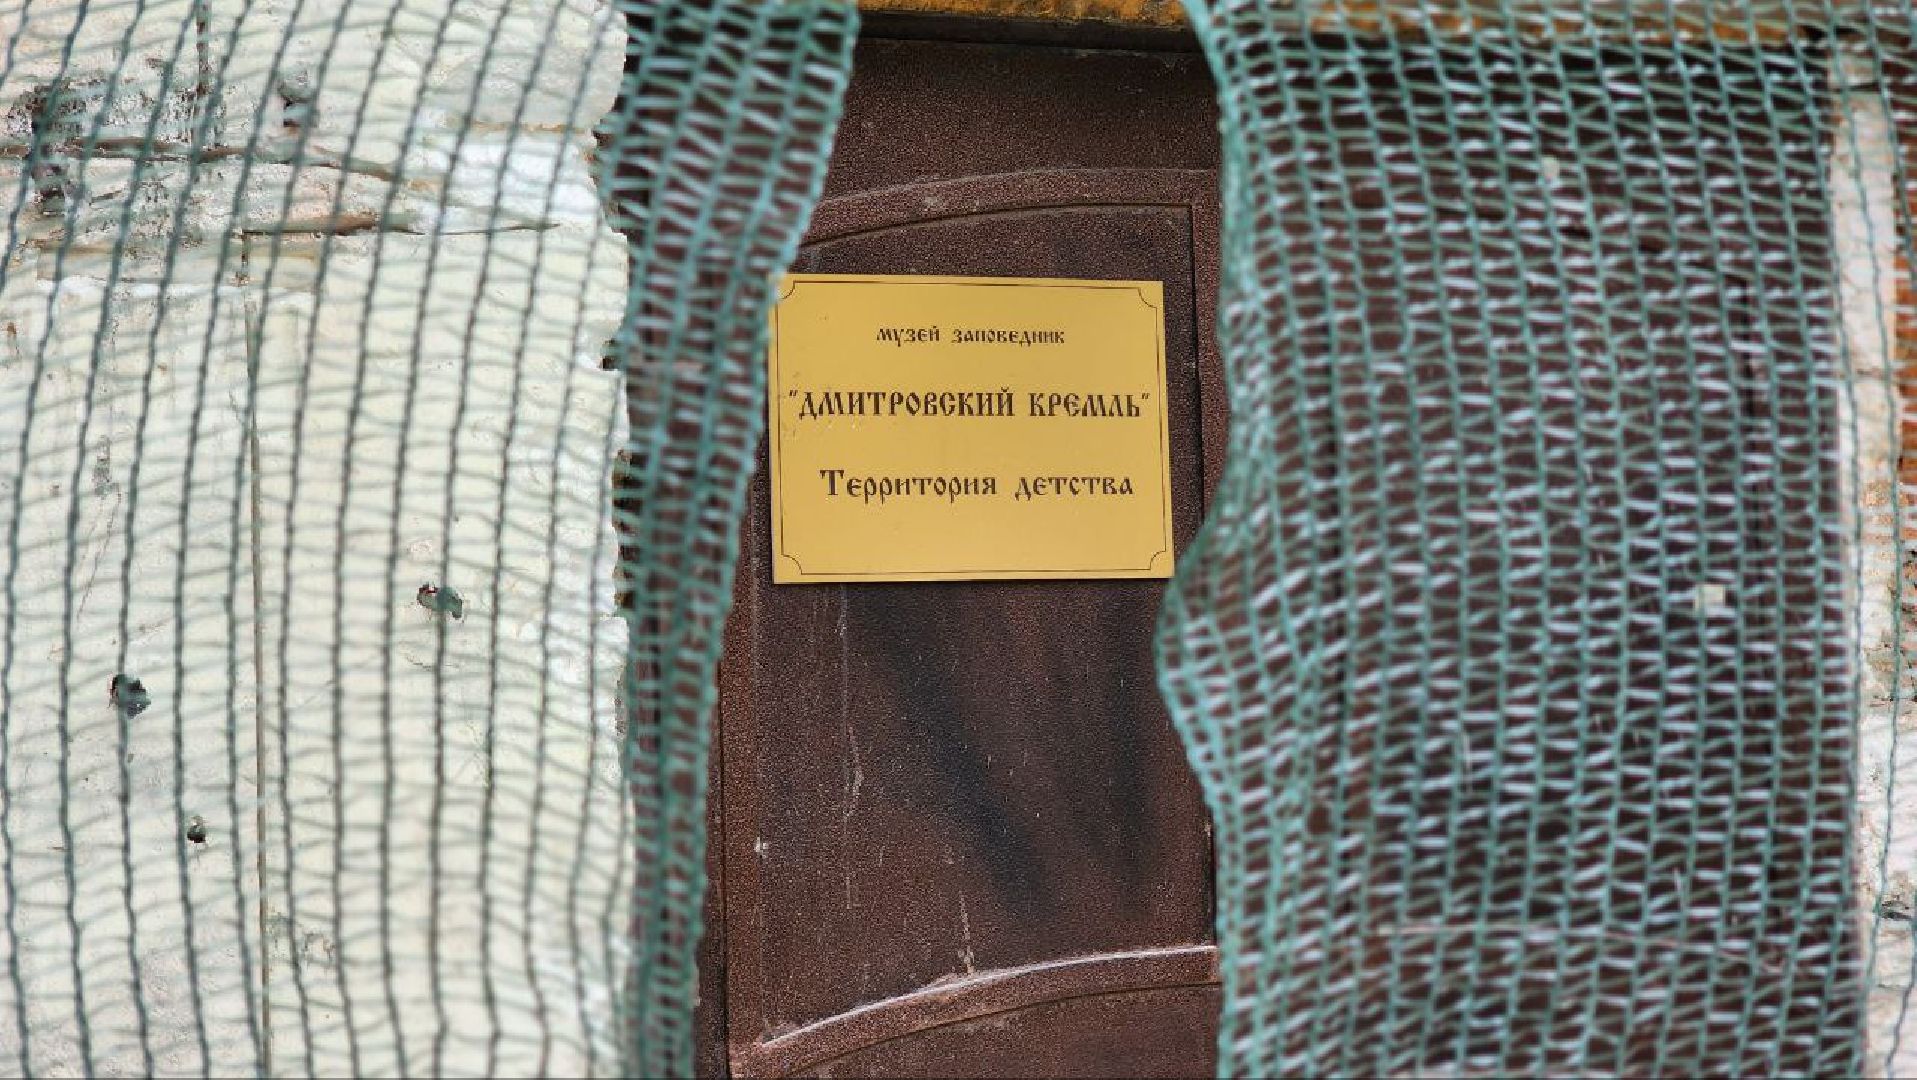 музей заповедник
"ДМИТРОВСКИЙ КРЕМЛЬ"
Территория детства